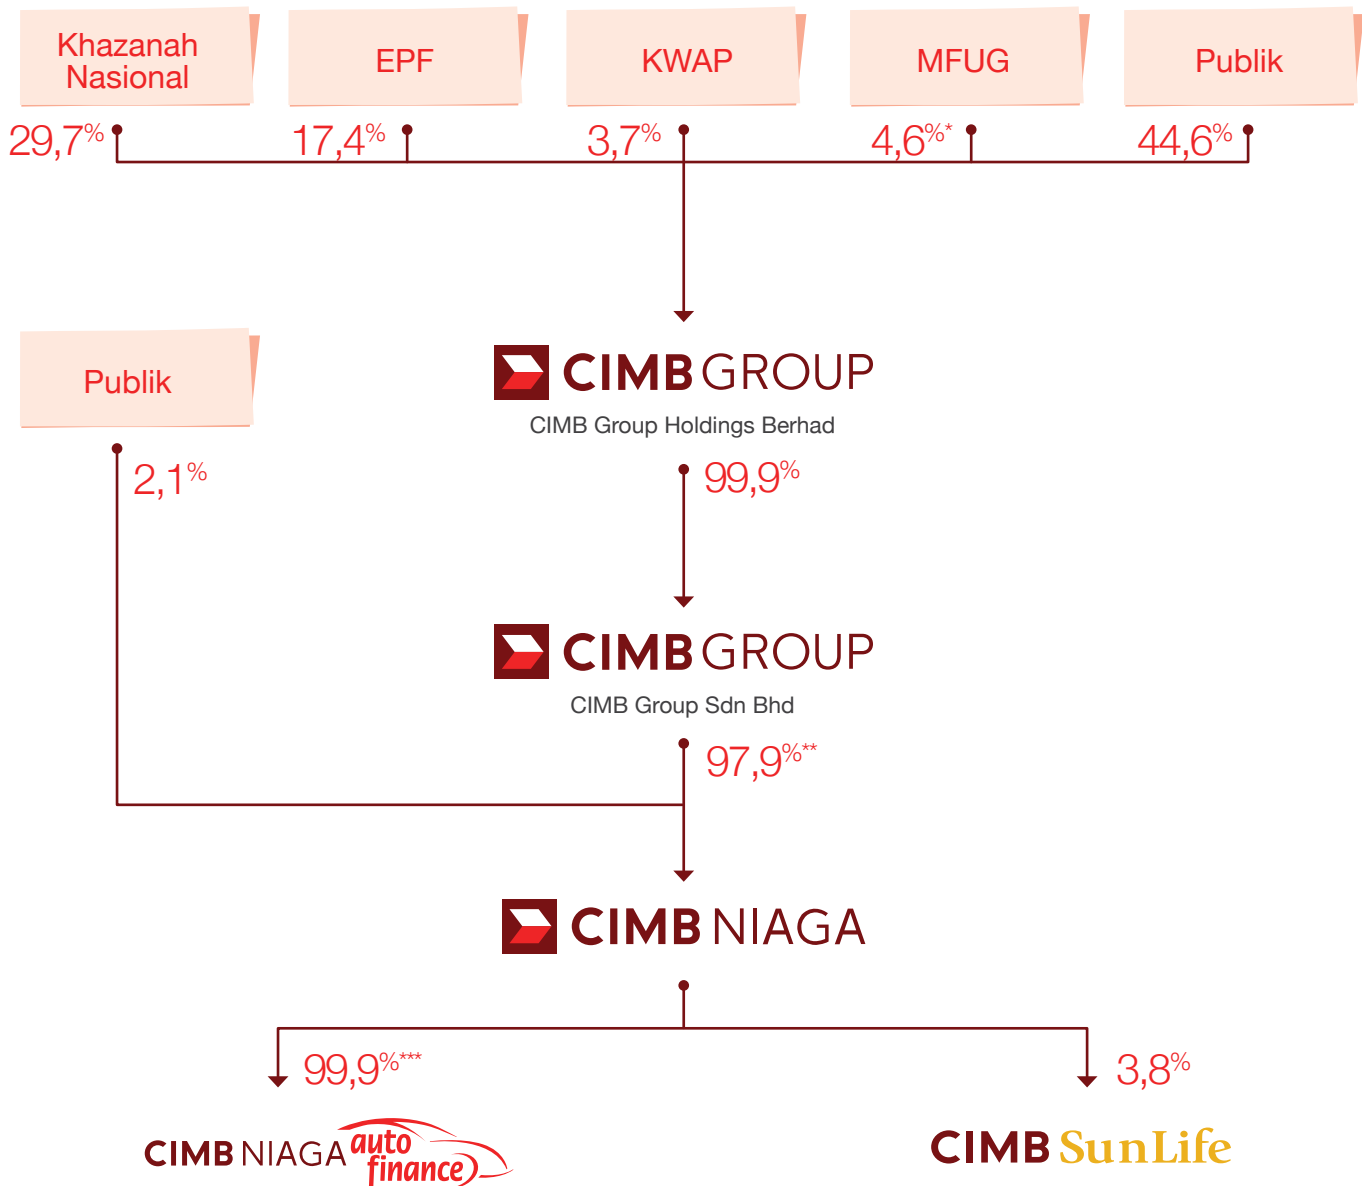 Khazanah
Nasional
EPF
KWAP
MFUG
Publik
29,7%
17,4%
3,7%
4,6%*
44,6%
CIMB GROUP
CIMB Group Holdings Berhad
Publik
2,1%
99,9%
CIMB GROUP
CIMB Group Sdn Bhd
97,9%**
CIMB NIAGA
99,9%***
3,8%
CIMB NIAGA auto
finance
CIMB Sun Life